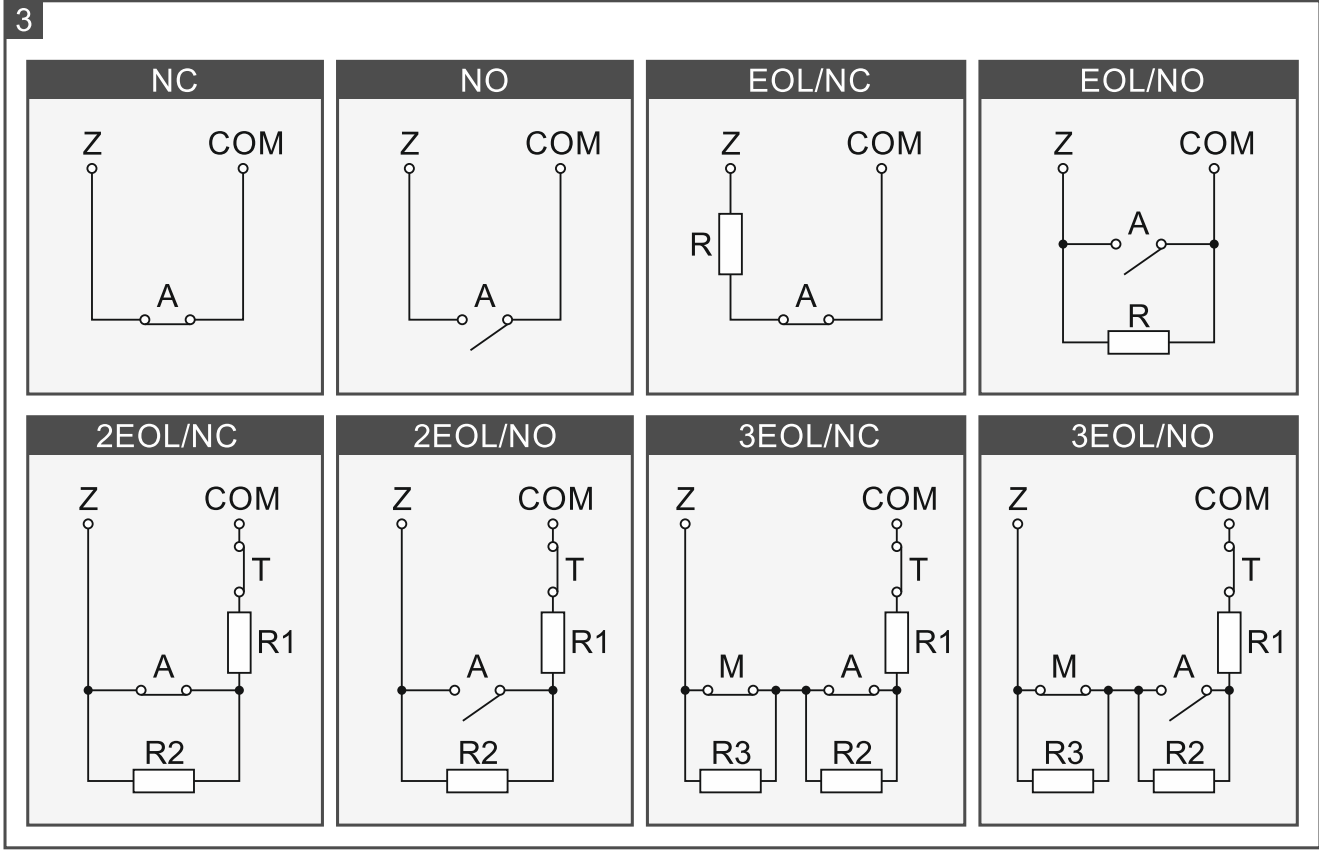 3
NC
Z COM
A
NO
Z COM
A
EOL/NC
Z COM
R
A
EOL/NO
Z COM
A
R
2EOL/NC
Z COM
T
R1
A
R2
2EOL/NO
Z COM
T
R1
A
R2
3EOL/NC
Z COM
T
R1
M A
R3 R2
3EOL/NO
Z COM
T
R1
M A
R3 R2